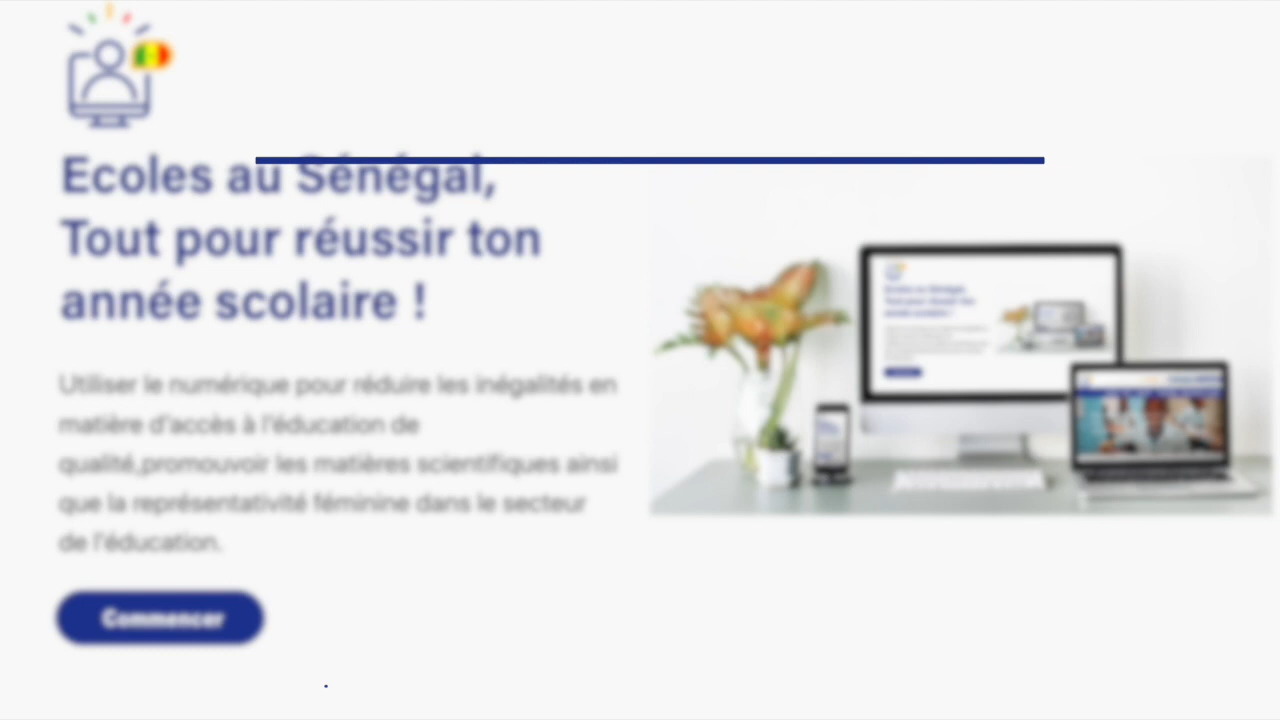 Ecoles au Sénégal,
Tout pour réussir ton
année scolaire !
Utiliser le numérique pour réduire les inégalités en
matière d'accès à l'éducation de
qualité,promouvoir les matières scientifiques ainsi
que la représentativité féminine dans le secteur
de l'éducation.
Commencer